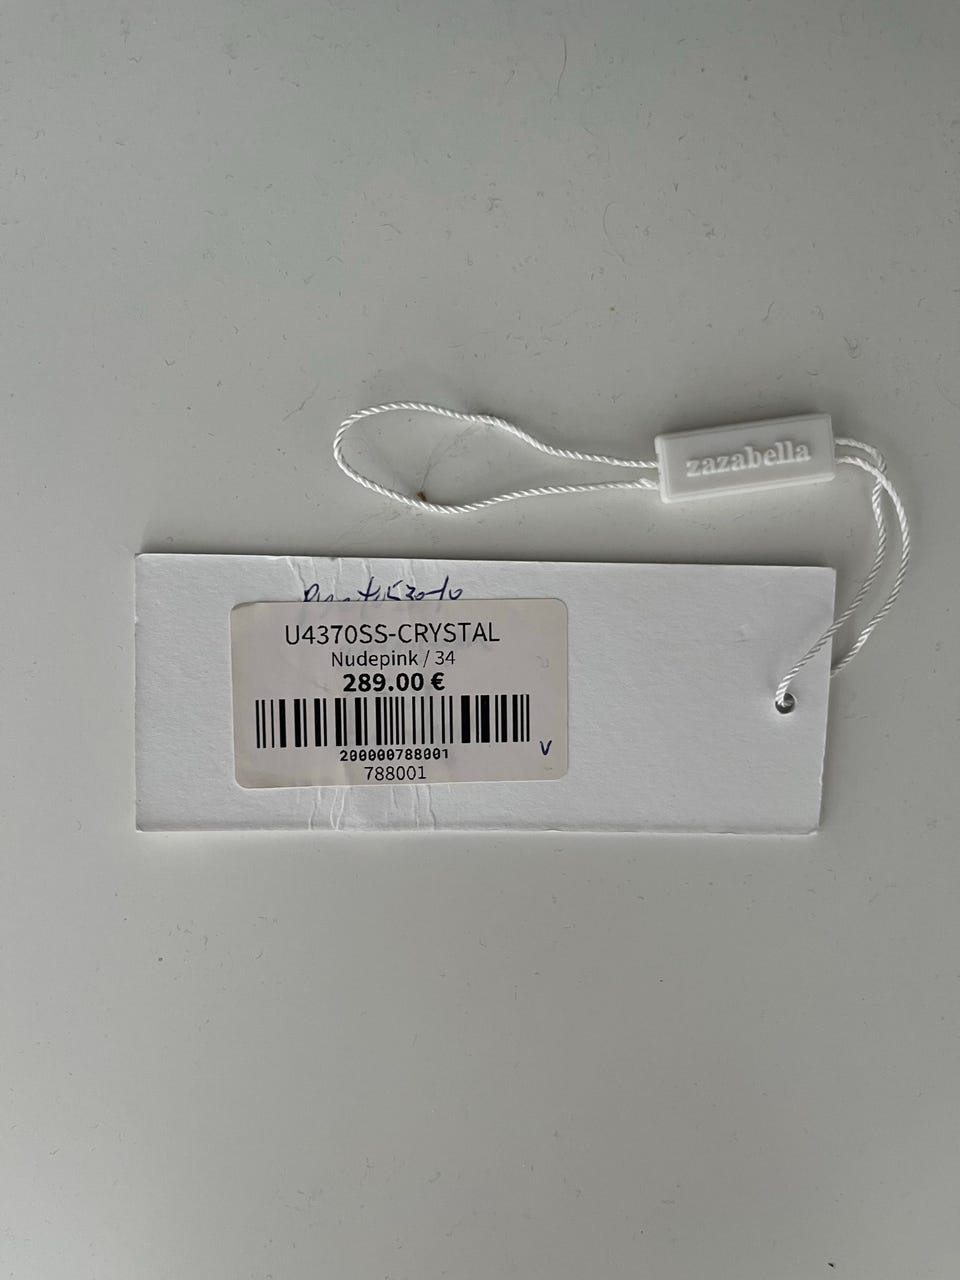 zazabella
U4370SS-CRYSTAL
Nudepink / 34
289.00 €
200000788001
V
788001